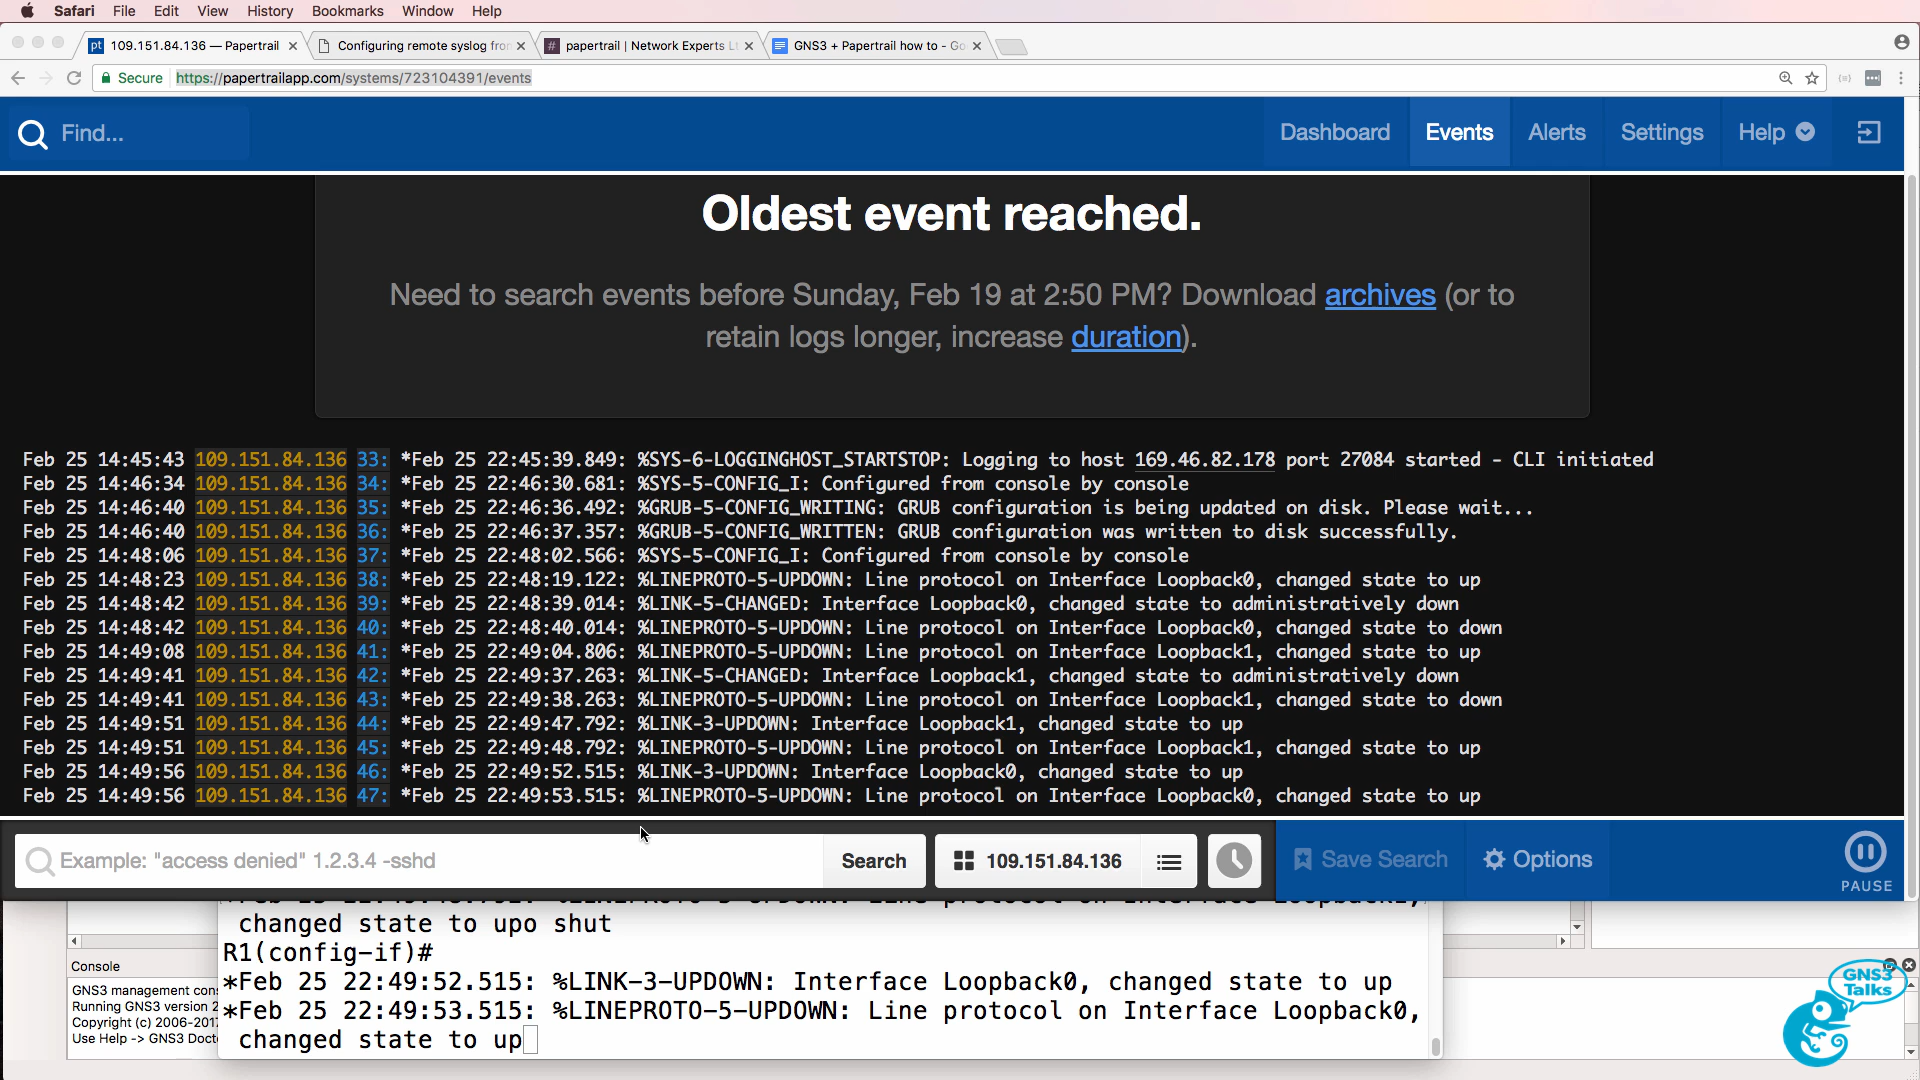 Safari File Edit View History Bookmarks Window Help
109.151.84.136 — Papertrail
Configuring remote syslog fro
papertrail | Network Experts L
GNS3 + Papertrail how to - Go
Secure https://papertrailapp.com/systems/723104391/events
Find... Dashboard Events Alerts Settings Help
Oldest event reached.
Need to search events before Sunday, Feb 19 at 2:50 PM? Download archives (or to
retain logs longer, increase duration).
Feb 25 14:45:43 109.151.84.136 33: *Feb 25 22:45:39.849: %SYS-6-LOGGINGHOST_STARTSTOP: Logging to host 169.46.82.178 port 27084 started - CLI initiated
Feb 25 14:46:34 109.151.84.136 34: *Feb 25 22:46:30.681: %SYS-5-CONFIG_I: Configured from console by console
Feb 25 14:46:40 109.151.84.136 35: *Feb 25 22:46:36.492: %GRUB-5-CONFIG_WRITING: GRUB configuration is being updated on disk. Please wait...
Feb 25 14:46:40 109.151.84.136 36: *Feb 25 22:46:37.357: %GRUB-5-CONFIG_WRITTEN: GRUB configuration was written to disk successfully.
Feb 25 14:48:06 109.151.84.136 37: *Feb 25 22:48:02.566: %SYS-5-CONFIG_I: Configured from console by console
Feb 25 14:48:23 109.151.84.136 38: *Feb 25 22:48:19.122: %LINEPROTO-5-UPDOWN: Line protocol on Interface Loopback0, changed state to up
Feb 25 14:48:42 109.151.84.136 39: *Feb 25 22:48:39.014: %LINK-5-CHANGED: Interface Loopback0, changed state to administratively down
Feb 25 14:48:42 109.151.84.136 40: *Feb 25 22:48:40.014: %LINEPROTO-5-UPDOWN: Line protocol on Interface Loopback0, changed state to down
Feb 25 14:49:08 109.151.84.136 41: *Feb 25 22:49:04.806: %LINEPROTO-5-UPDOWN: Line protocol on Interface Loopback1, changed state to up
Feb 25 14:49:41 109.151.84.136 42: *Feb 25 22:49:37.263: %LINK-5-CHANGED: Interface Loopback1, changed state to administratively down
Feb 25 14:49:41 109.151.84.136 43: *Feb 25 22:49:38.263: %LINEPROTO-5-UPDOWN: Line protocol on Interface Loopback1, changed state to down
Feb 25 14:49:51 109.151.84.136 44: *Feb 25 22:49:47.792: %LINK-3-UPDOWN: Interface Loopback1, changed state to up
Feb 25 14:49:51 109.151.84.136 45: *Feb 25 22:49:48.792: %LINEPROTO-5-UPDOWN: Line protocol on Interface Loopback1, changed state to up
Feb 25 14:49:56 109.151.84.136 46: *Feb 25 22:49:52.515: %LINK-3-UPDOWN: Interface Loopback0, changed state to up
Feb 25 14:49:56 109.151.84.136 47: *Feb 25 22:49:53.515: %LINEPROTO-5-UPDOWN: Line protocol on Interface Loopback0, changed state to up
Example: "access denied" 1.2.3.4 -sshd Search 109.151.84.136 Save Search Options PAUSE
changed state to upo shut
R1(config-if)#
*Feb 25 22:49:52.515: %LINK-3-UPDOWN: Interface Loopback0, changed state to up
*Feb 25 22:49:53.515: %LINEPROTO-5-UPDOWN: Line protocol on Interface Loopback0,
changed state to up
Console
GNS3 management con
Running GNS3 version 2
Copyright (c) 2006-201
Use Help -> GNS3 Doct
GNS3
Talks